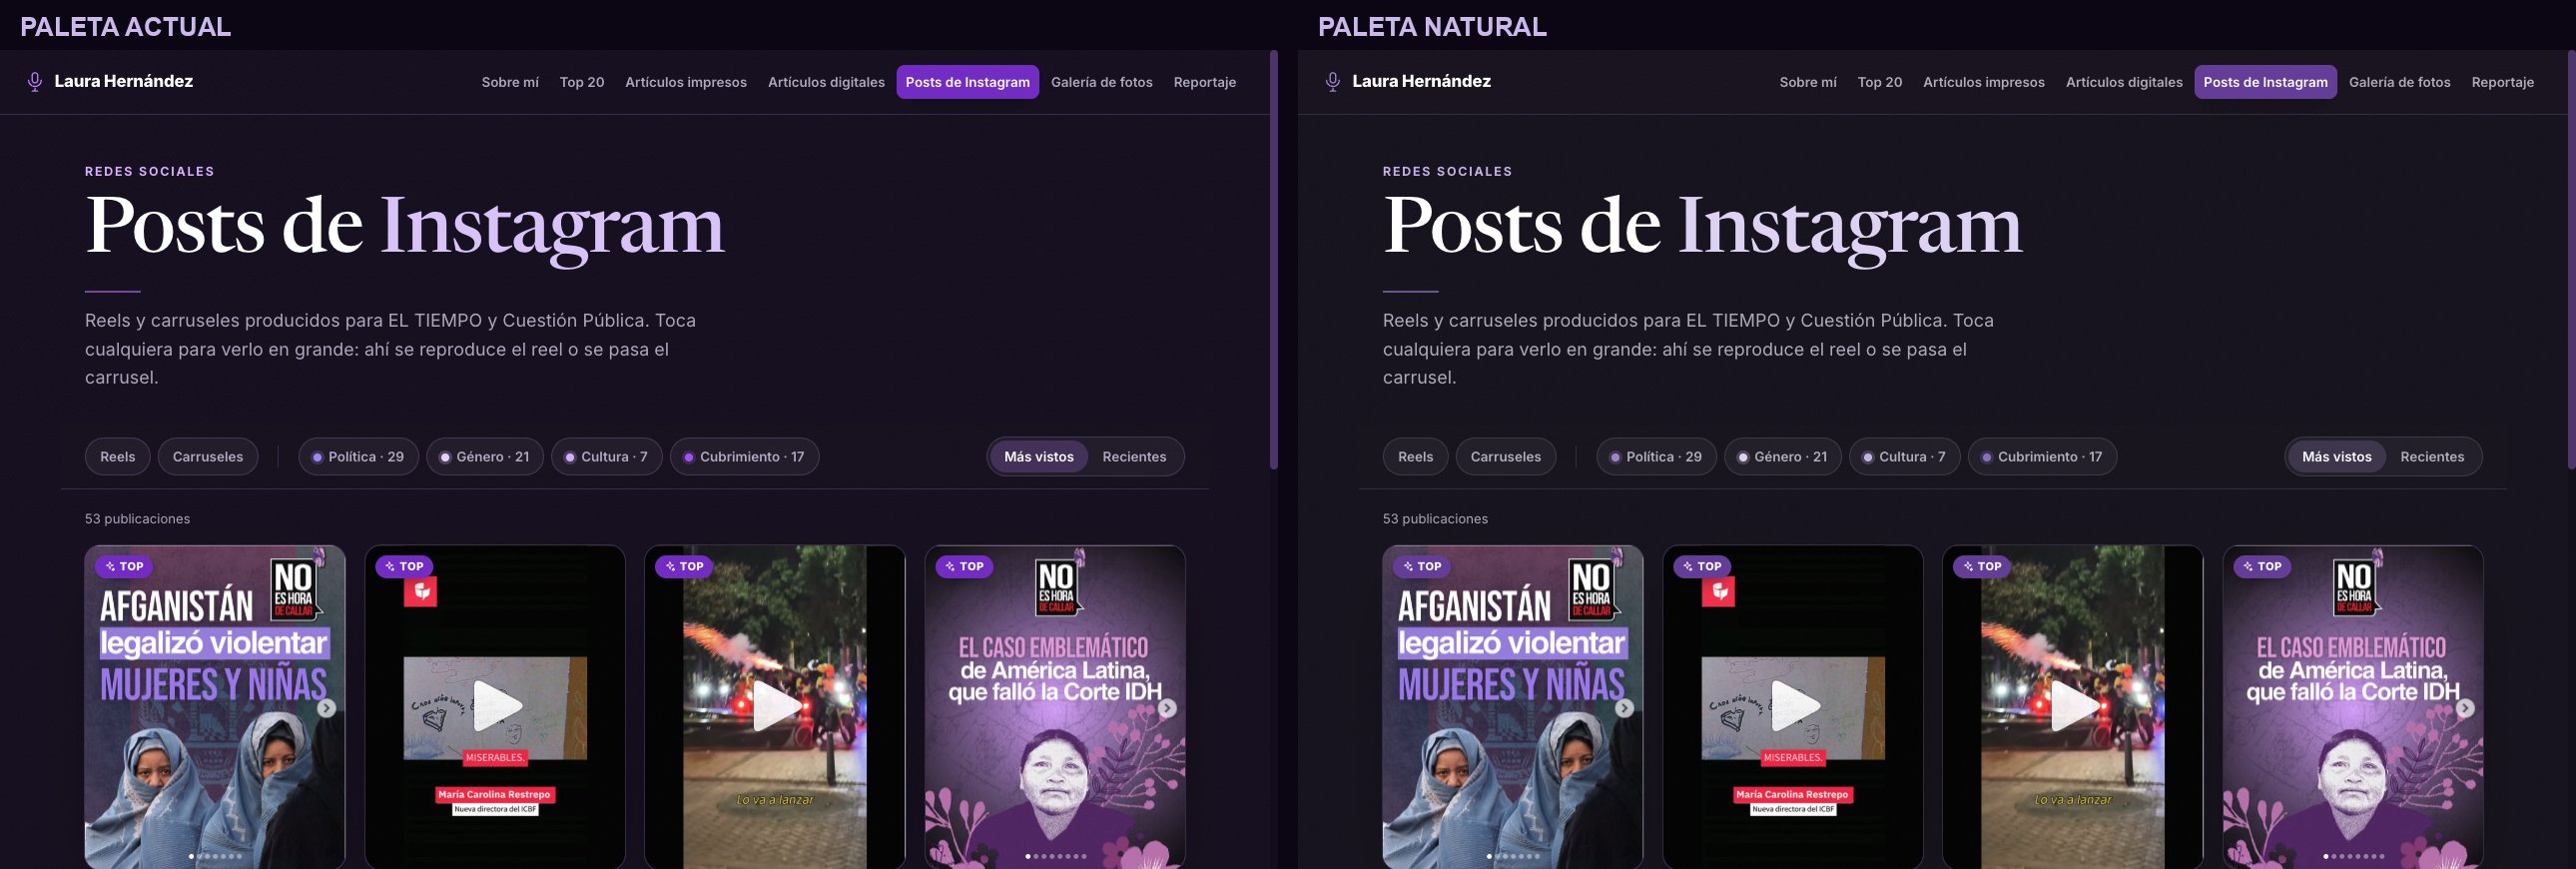 PALETA ACTUAL
Laura Hernández
Sobre mí
Top 20
Artículos impresos
Artículos digitales
Posts de Instagram
Galería de fotos
Reportaje
REDES SOCIALES
Posts de Instagram
Reels y carruseles producidos para EL TIEMPO y Cuestión Pública. Toca
cualquiera para verlo en grande: ahí se reproduce el reel o se pasa el
carrusel.
Reels
Carruseles
Política · 29
Género · 21
Cultura · 7
Cubrimiento · 17
Más vistos
Recientes
53 publicaciones
TOP
NO
ES HORA
DE CALLAR
AFGANISTÁN
legalizó violentar
MUJERES Y NIÑAS
TOP
MISERABLES.
María Carolina Restrepo
Nueva directora del ICBF
TOP
Lo va a lanzar
TOP
NO
ES HORA
DE CALLAR
EL CASO EMBLEMÁTICO
de América Latina,
que falló la Corte IDH
PALETA NATURAL
Laura Hernández
Sobre mí
Top 20
Artículos impresos
Artículos digitales
Posts de Instagram
Galería de fotos
Reportaje
REDES SOCIALES
Posts de Instagram
Reels y carruseles producidos para EL TIEMPO y Cuestión Pública. Toca
cualquiera para verlo en grande: ahí se reproduce el reel o se pasa el
carrusel.
Reels
Carruseles
Política · 29
Género · 21
Cultura · 7
Cubrimiento · 17
Más vistos
Recientes
53 publicaciones
TOP
NO
ES HORA
DE CALLAR
AFGANISTÁN
legalizó violentar
MUJERES Y NIÑAS
TOP
MISERABLES.
María Carolina Restrepo
Nueva directora del ICBF
TOP
Lo va a lanzar
TOP
NO
ES HORA
DE CALLAR
EL CASO EMBLEMÁTICO
de América Latina,
que falló la Corte IDH